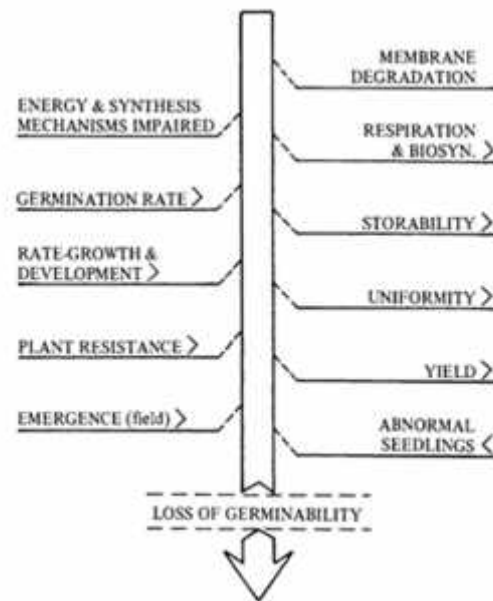 MEMBRANE
DEGRADATION
ENERGY & SYNTHESIS
MECHANISMS IMPAIRED
RESPIRATION
& BIOSYN. >
GERMINATION RATE >
STORABILITY >
RATE-GROWTH &
DEVELOPMENT >
UNIFORMITY >
PLANT RESISTANCE >
YIELD >
EMERGENCE (field) >
ABNORMAL
SEEDLINGS <
LOSS OF GERMINABILITY